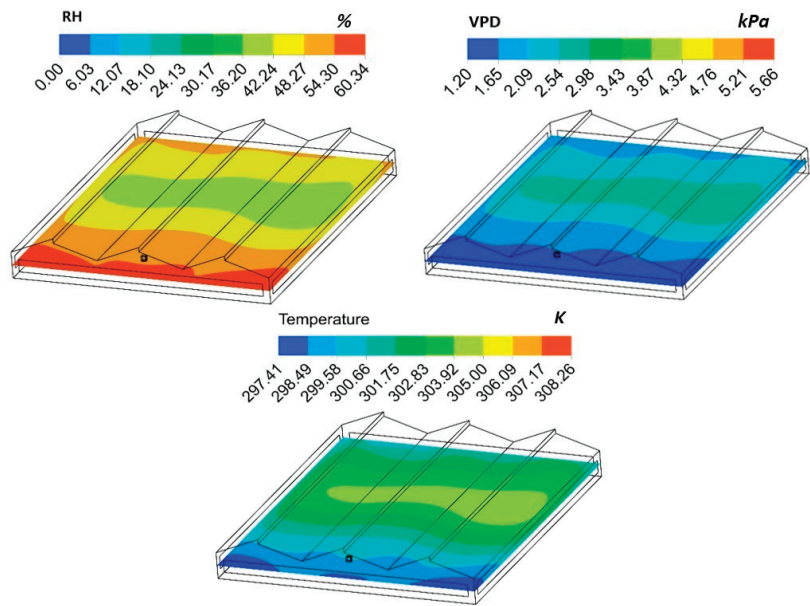 RH %
0.00 6.03 12.07 18.10 24.13 30.17 36.20 42.24 48.27 54.30 60.34
VPD kPa
1.20 1.65 2.09 2.54 2.98 3.43 3.87 4.32 4.76 5.21 5.66
Temperature K
297.41 298.49 299.58 300.66 301.75 302.83 303.92 305.00 306.09 307.17 308.26